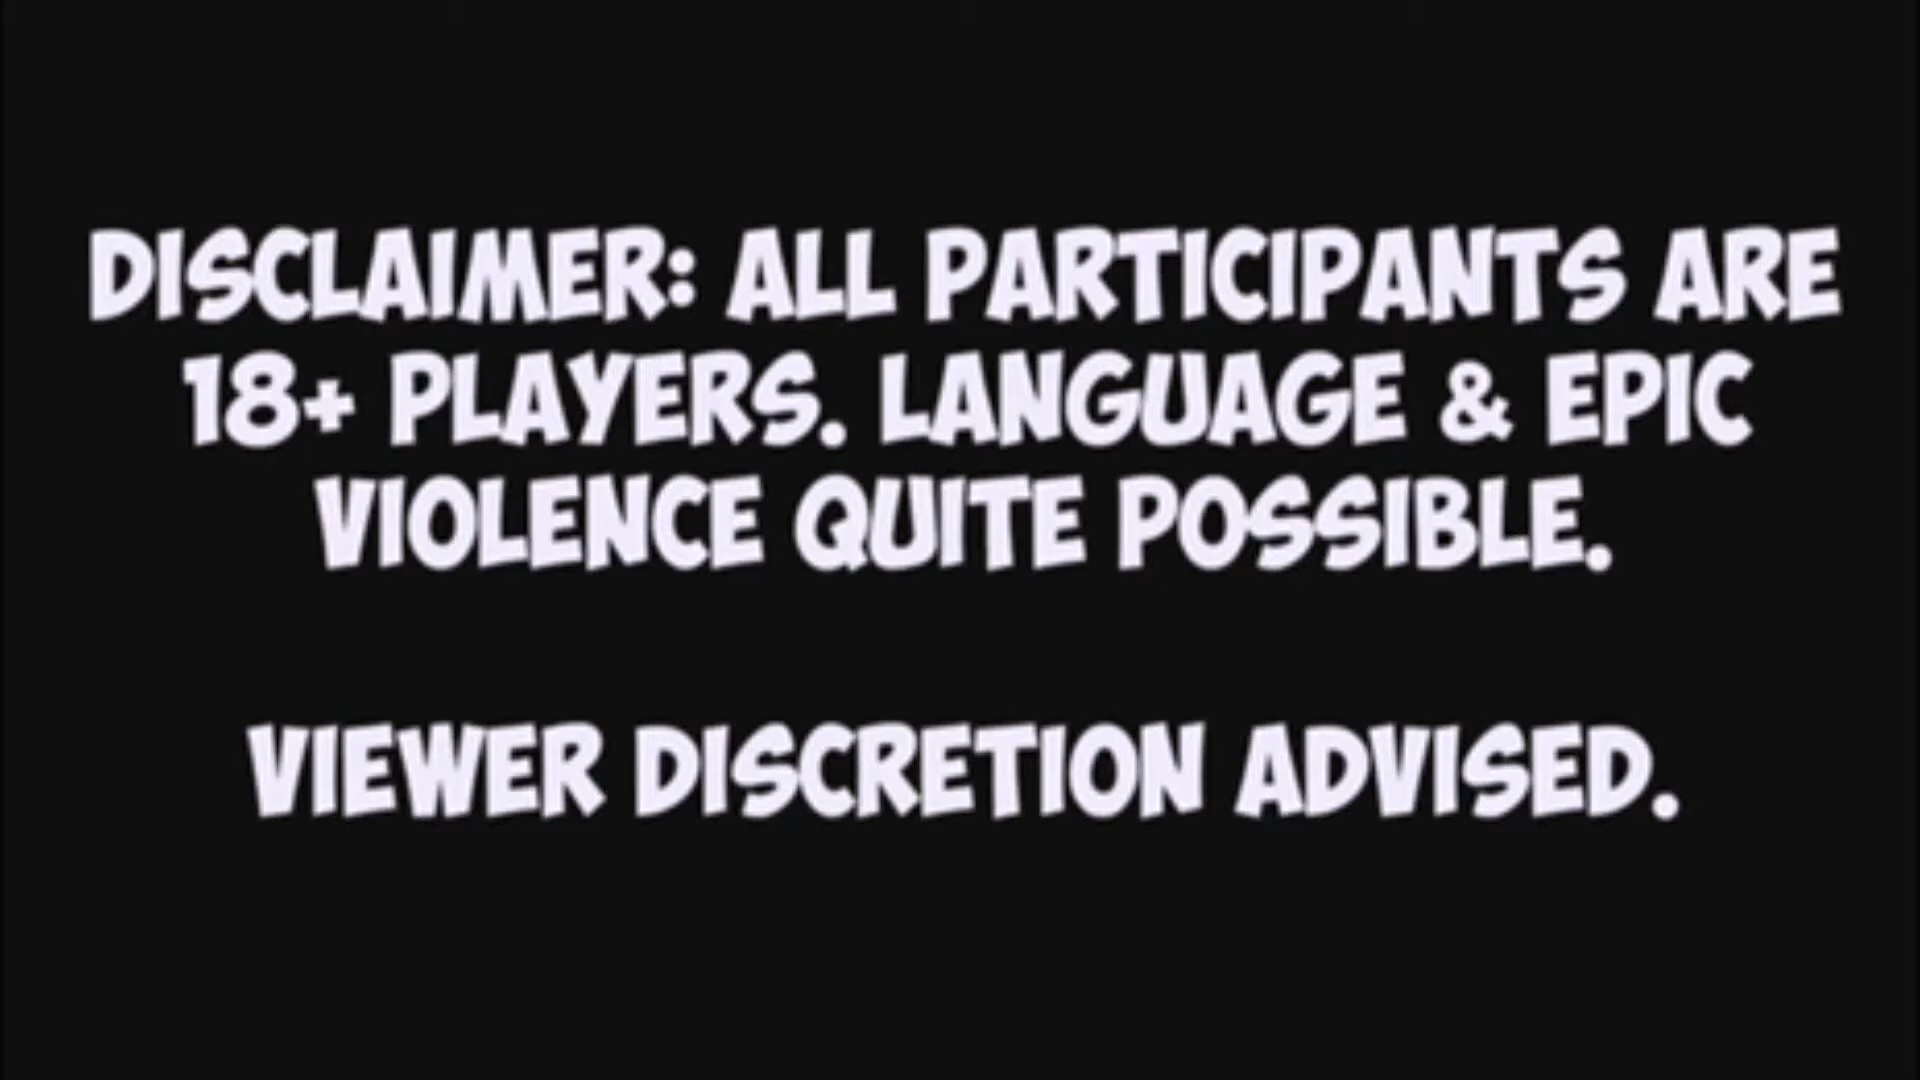 DISCLAIMER: ALL PARTICIPANTS ARE
18+ PLAYERS. LANGUAGE & EPIC
VIOLENCE QUITE POSSIBLE.
VIEWER DISCRETION ADVISED.